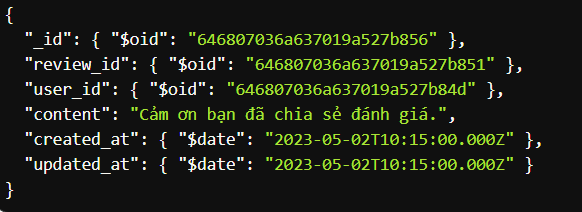 {
"_id": { "$oid": "646807036a637019a527b856" },
"review_id": { "$oid": "646807036a637019a527b851" },
"user_id": { "$oid": "646807036a637019a527b84d" },
"content": "Cảm ơn bạn đã chia sẻ đánh giá.",
"created_at": { "$date": "2023-05-02T10:15:00.000Z" },
"updated_at": { "$date": "2023-05-02T10:15:00.000Z" }
}